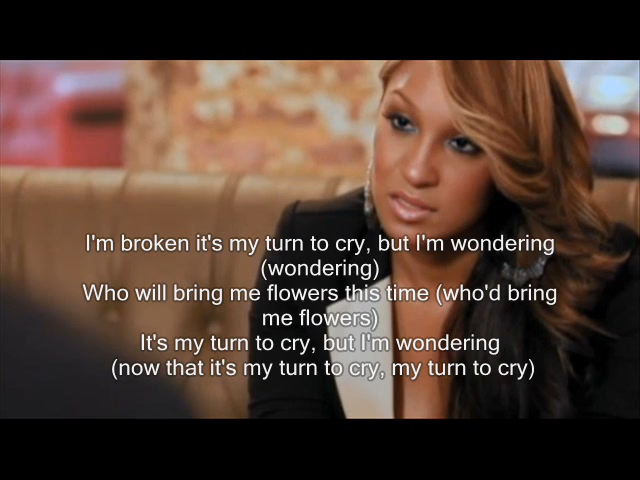 I'm broken it's my turn to cry, but I'm wondering
(wondering)
Who will bring me flowers this time (who'd bring
me flowers)
It's my turn to cry, but I'm wondering
(now that it's my turn to cry, my turn to cry)